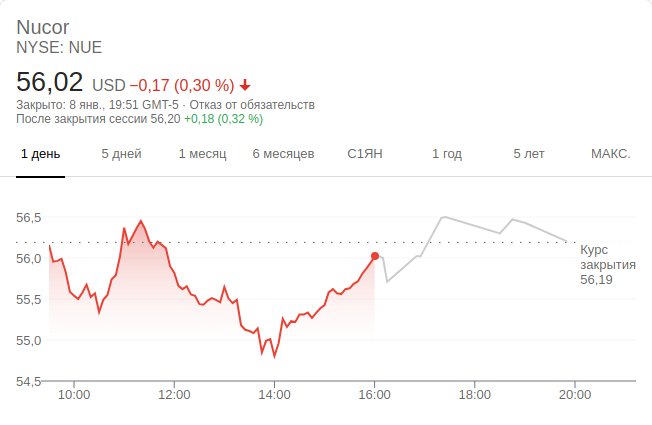 Nucor
NYSE: NUE
56,02 USD −0,17 (0,30 %)
Закрыто: 8 янв., 19:51 GMT-5 · Отказ от обязательств
После закрытия сессии 56,20 +0,18 (0,32 %)
1 день 5 дней 1 месяц 6 месяцев С1ЯН 1 год 5 лет МАКС.
56,5
56,0
55,5
55,0
54,5
Курс
закрытия
56,19
10:00 12:00 14:00 16:00 18:00 20:00